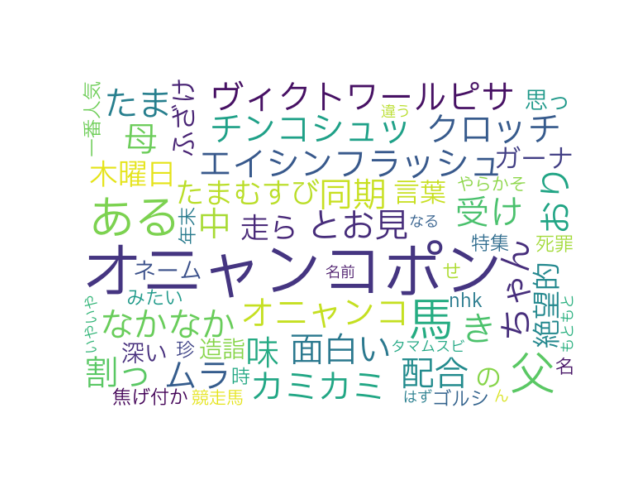 一番人気
たま
ふざけ
ヴィクトワールピサ
思っ
違う
母
チンコシュッ
クロッチ
木曜日
エイシンフラッシュ
ガーナ
たまむすび
同期
言葉
やらかそ
ある
年末
中
走ら
とお見
なる
受け
おり
オニャンコポン
特集
死罪
ネーム
名前
せ
ちゃん
絶望的
みたい
いやいや
なかなか
オニャンコ
馬
nhk
き
もともと
深い
珍
造詣
味
面白い
タマムスビ
割っ
ムラ
時
カミカミ
配合
の
父
名
焦げ付か
競走馬
はず
ゴルシ
ん